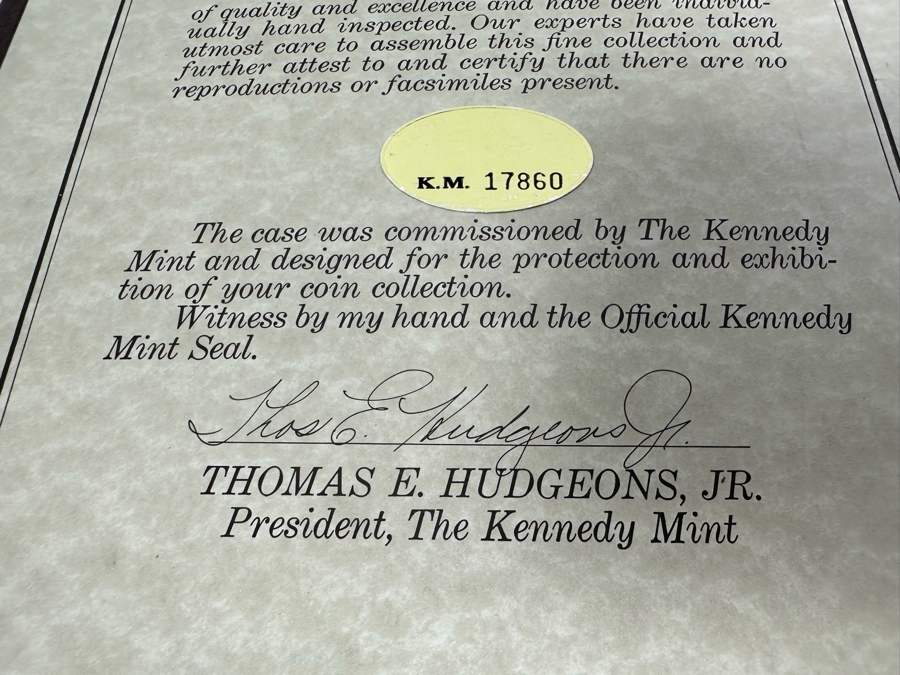 of quality and excellence and have been individ-
ually hand inspected. Our experts have taken
utmost care to assemble this fine collection and
further attest to and certify that there are no
reproductions or facsimiles present.
K.M. 17860
The case was commissioned by The Kennedy
Mint and designed for the protection and exhibi-
tion of your coin collection.
Witness by my hand and the Official Kennedy
Mint Seal.
Thos E. Hudgeons Jr.
THOMAS E. HUDGEONS, JR.
President, The Kennedy Mint